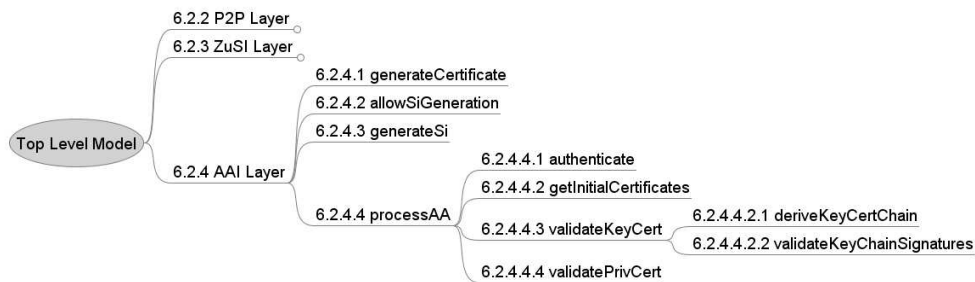 6.2.2 P2P Layer
6.2.3 ZuSI Layer
6.2.4.1 generateCertificate
6.2.4.2 allowSiGeneration
6.2.4.3 generateSi
Top Level Model
6.2.4 AAI Layer
6.2.4.4.1 authenticate
6.2.4.4.2 getInitialCertificates
6.2.4.4 processAA
6.2.4.4.3 validateKeyCert
6.2.4.4.2.1 deriveKeyCertChain
6.2.4.4.2.2 validateKeyChainSignatures
6.2.4.4.4 validatePrivCert